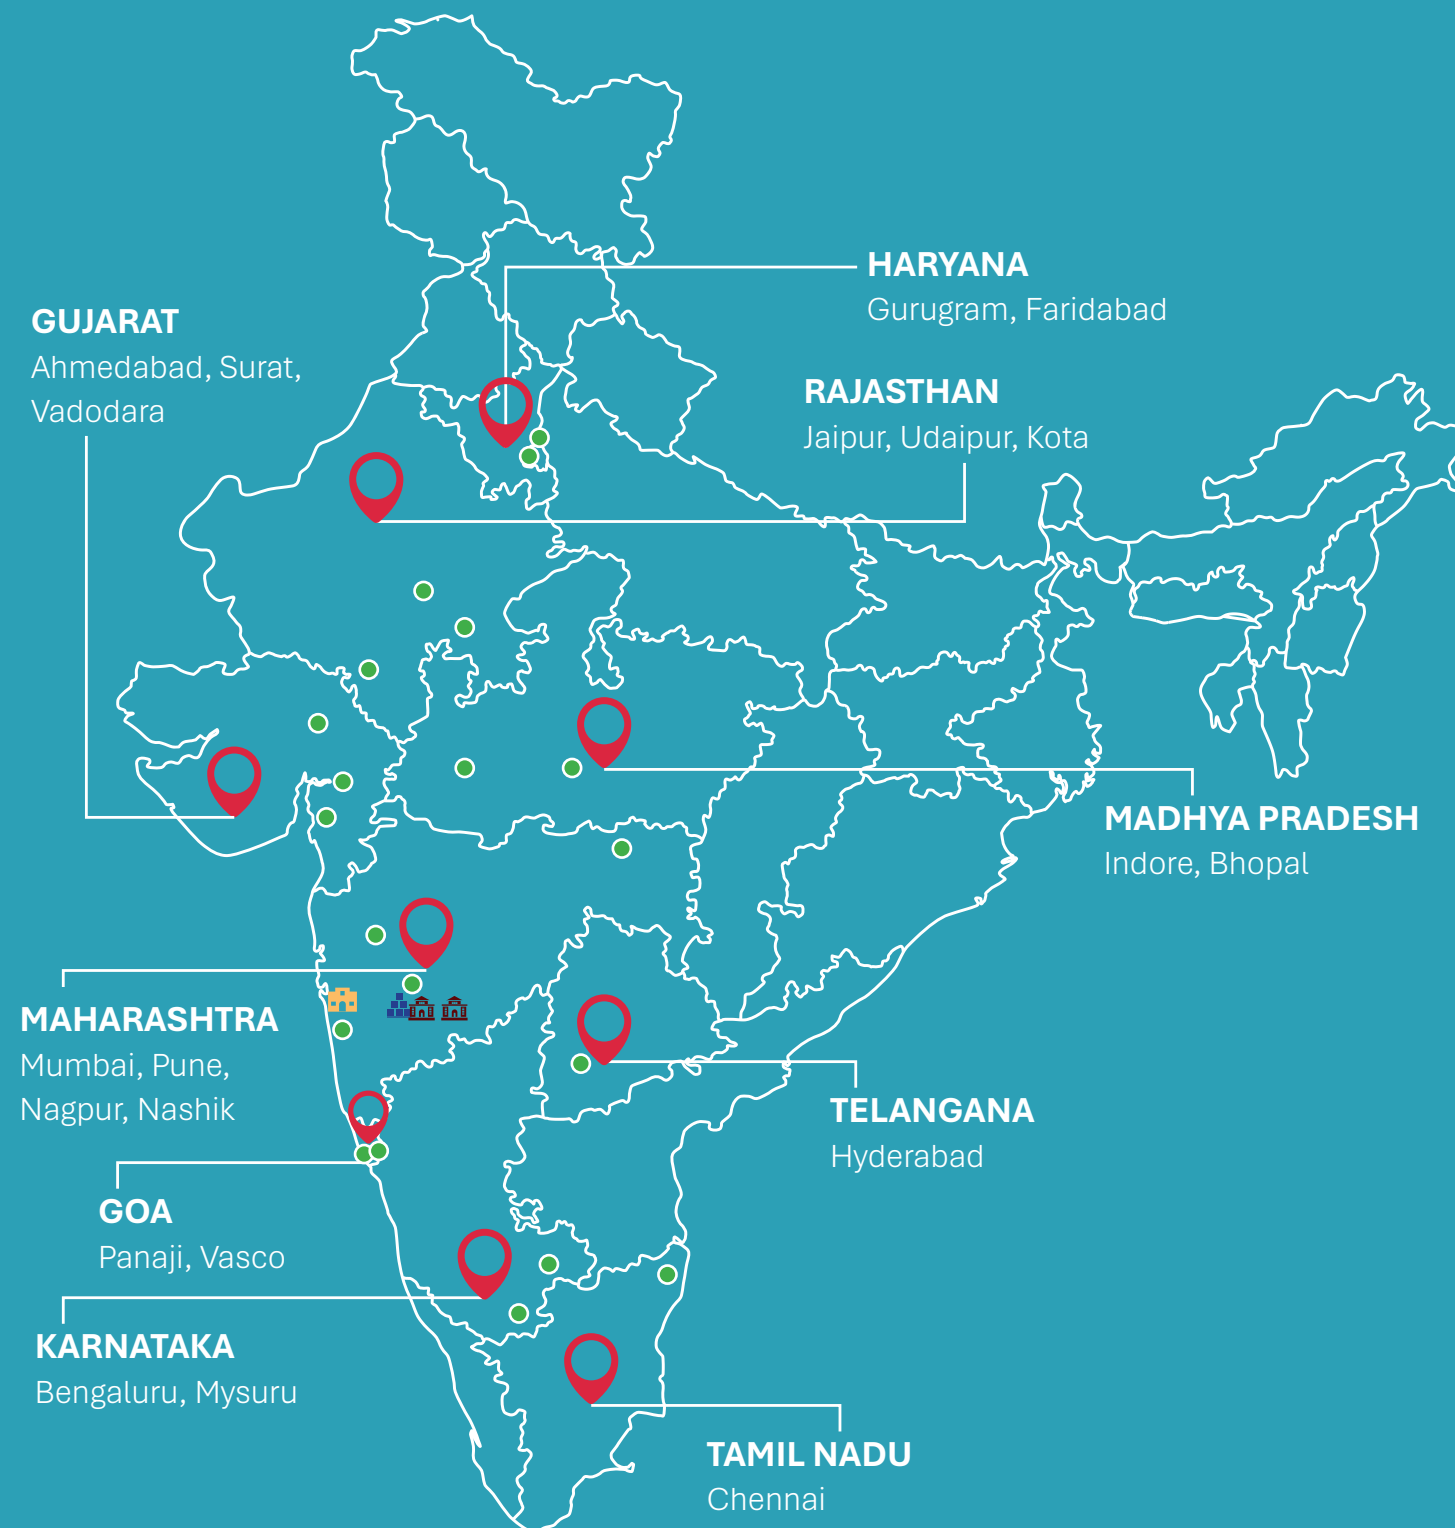 HARYANA
Gurugram, Faridabad
GUJARAT
Ahmedabad, Surat,
Vadodara
RAJASTHAN
Jaipur, Udaipur, Kota
MADHYA PRADESH
Indore, Bhopal
MAHARASHTRA
Mumbai, Pune,
Nagpur, Nashik
TELANGANA
Hyderabad
GOA
Panaji, Vasco
KARNATAKA
Bengaluru, Mysuru
TAMIL NADU
Chennai